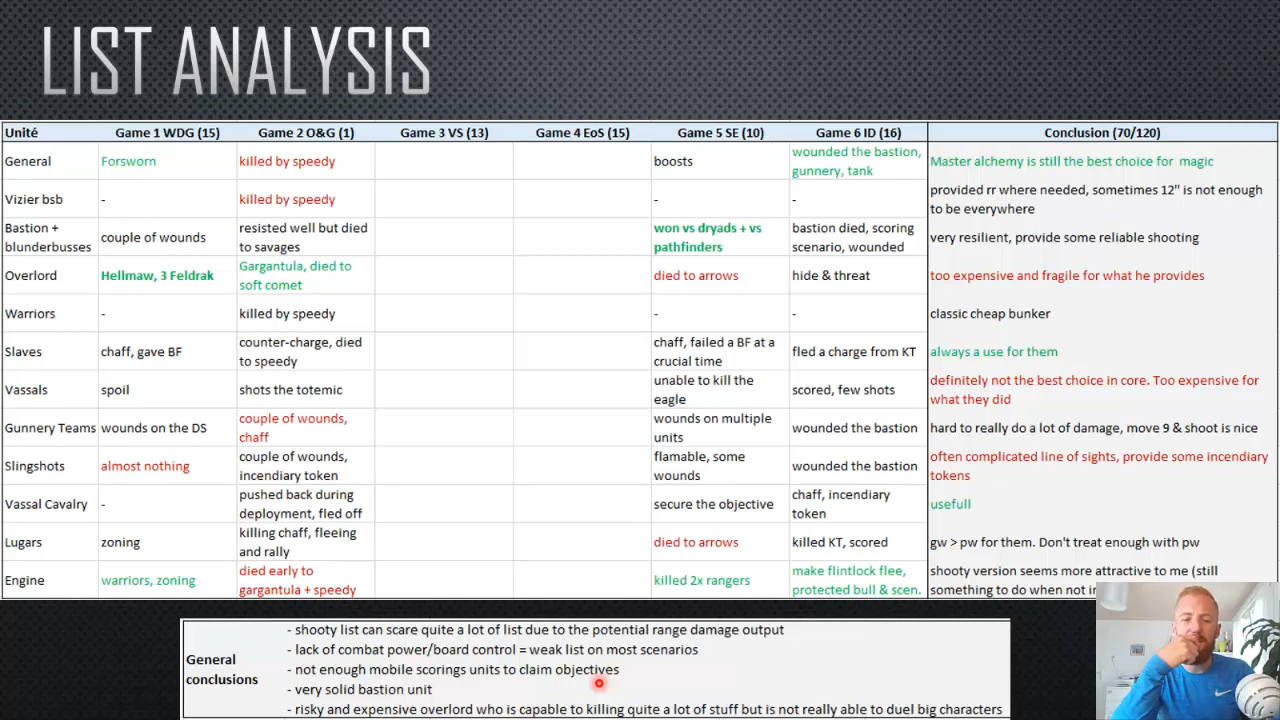 LIST ANALYSIS
Unité Game 1 WDG (15) Game 2 O&G (1) Game 3 VS (13) Game 4 EoS (15) Game 5 SE (10) Game 6 ID (16) Conclusion (70/120)
General Forsworn killed by speedy boosts wounded the bastion, gunnery, tank Master alchemy is still the best choice for magic
Vizier bsb - killed by speedy - - provided rr where needed, sometimes 12" is not enough to be everywhere
Bastion + blunderbusses couple of wounds resisted well but died to savages won vs dryads + vs pathfinders bastion died, scoring scenario, wounded very resilient, provide some reliable shooting
Overlord Hellmaw, 3 Feldrak Gargantula, died to soft comet died to arrows hide & threat too expensive and fragile for what he provides
Warriors - killed by speedy - - classic cheap bunker
Slaves chaff, gave BF counter-charge, died to speedy chaff, failed a BF at a crucial time fled a charge from KT always a use for them
Vassals spoil shots the totemic unable to kill the eagle scored, few shots definitely not the best choice in core. Too expensive for what they did
Gunnery Teams wounds on the DS couple of wounds, chaff wounds on multiple units wounded the bastion hard to really do a lot of damage, move 9 & shoot is nice
Slingshots almost nothing couple of wounds, incendiary token flamable, some wounds wounded the bastion often complicated line of sights, provide some incendiary tokens
Vassal Cavalry - pushed back during deployment, fled off secure the objective chaff, incendiary token usefull
Lugars zoning killing chaff, fleeing and rally died to arrows killed KT, scored gw > pw for them. Don't treat enough with pw
Engine warriors, zoning died early to gargantula + speedy killed 2x rangers make flintlock flee, protected bull & scen. shooty version seems more attractive to me (still something to do when not in
General conclusions
- shooty list can scare quite a lot of list due to the potential range damage output
- lack of combat power/board control = weak list on most scenarios
- not enough mobile scorings units to claim objectives
- very solid bastion unit
- risky and expensive overlord who is capable to killing quite a lot of stuff but is not really able to duel big characters